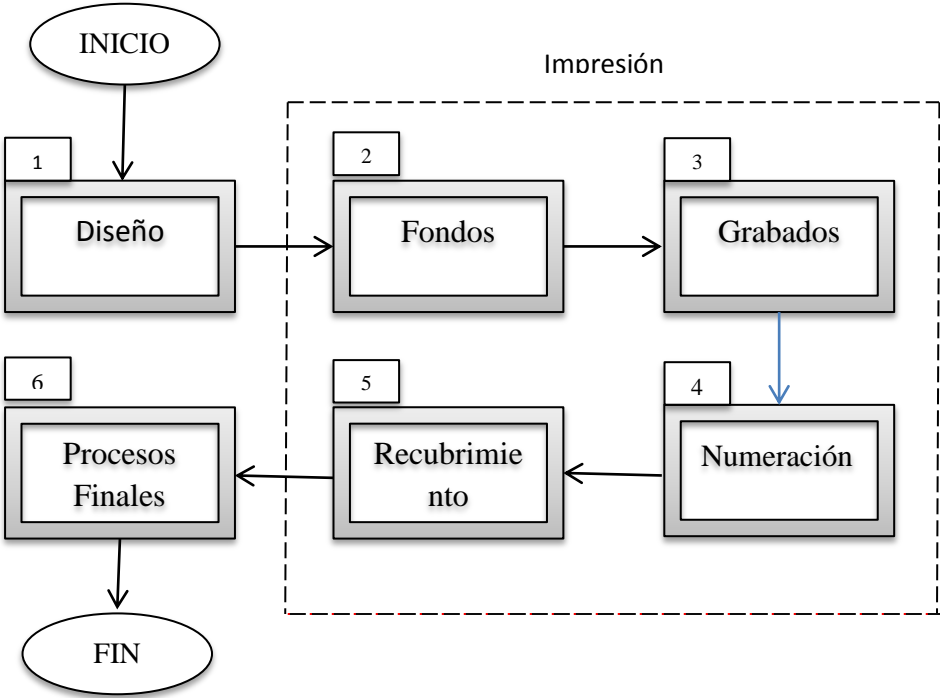 INICIO
Impresión
1
Diseño
2
Fondos
3
Grabados
4
Numeración
5
Recubrimie
nto
6
Procesos
Finales
FIN